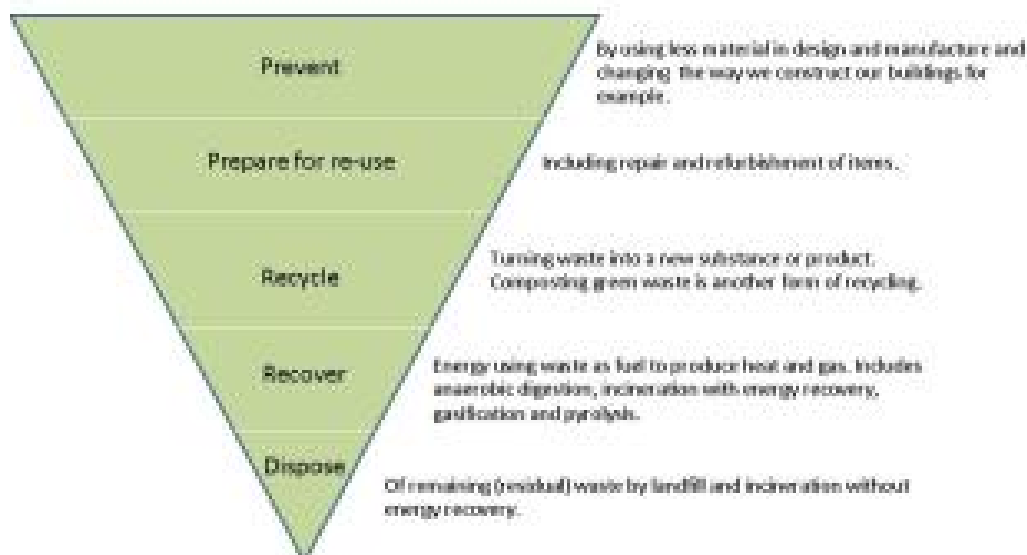 Prevent
By using less material in design and manufacture and
changing the way we construct our buildings for
example.
Prepare for re-use
Including repair and refurbishment of items.
Recycle
Turning waste into a new substance or product.
Composting green waste is another form of recycling.
Recover
Energy using waste as fuel to produce heat and gas. Includes
anaerobic digestion, incineration with energy recovery,
gasification and pyrolysis.
Dispose
Of remaining (residual) waste by landfill and incineration without
energy recovery.